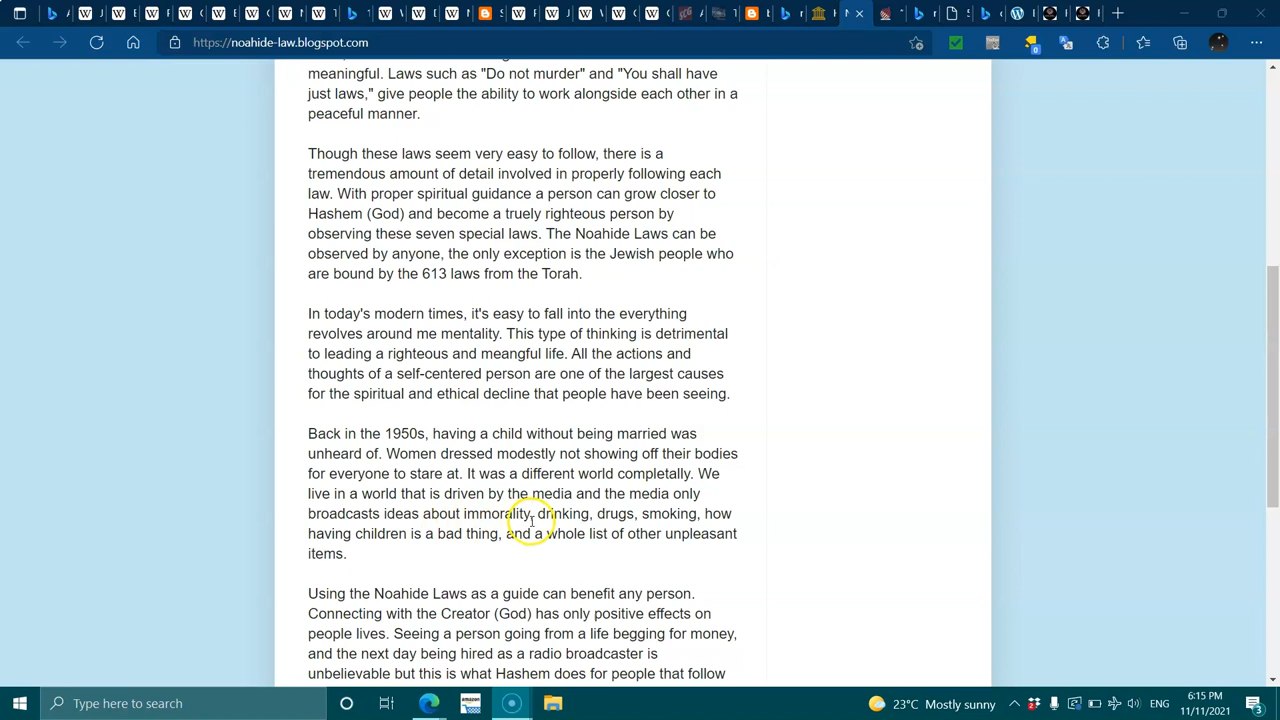 https://noahide-law.blogspot.com
meaningful. Laws such as "Do not murder" and "You shall have
just laws," give people the ability to work alongside each other in a
peaceful manner.
Though these laws seem very easy to follow, there is a
tremendous amount of detail involved in properly following each
law. With proper spiritual guidance a person can grow closer to
Hashem (God) and become a truely righteous person by
observing these seven special laws. The Noahide Laws can be
observed by anyone, the only exception is the Jewish people who
are bound by the 613 laws from the Torah.
In today's modern times, it's easy to fall into the everything
revolves around me mentality. This type of thinking is detrimental
to leading a righteous and meangful life. All the actions and
thoughts of a self-centered person are one of the largest causes
for the spiritual and ethical decline that people have been seeing.
Back in the 1950s, having a child without being married was
unheard of. Women dressed modestly not showing off their bodies
for everyone to stare at. It was a different world completally. We
live in a world that is driven by the media and the media only
broadcasts ideas about immorality, drinking, drugs, smoking, how
having children is a bad thing, and a whole list of other unpleasant
items.
Using the Noahide Laws as a guide can benefit any person.
Connecting with the Creator (God) has only positive effects on
people lives. Seeing a person going from a life begging for money,
and the next day being hired as a radio broadcaster is
unbelievable but this is what Hashem does for people that follow
Type here to search
amazon
23°C Mostly sunny
ENG
6:15 PM
11/11/2021